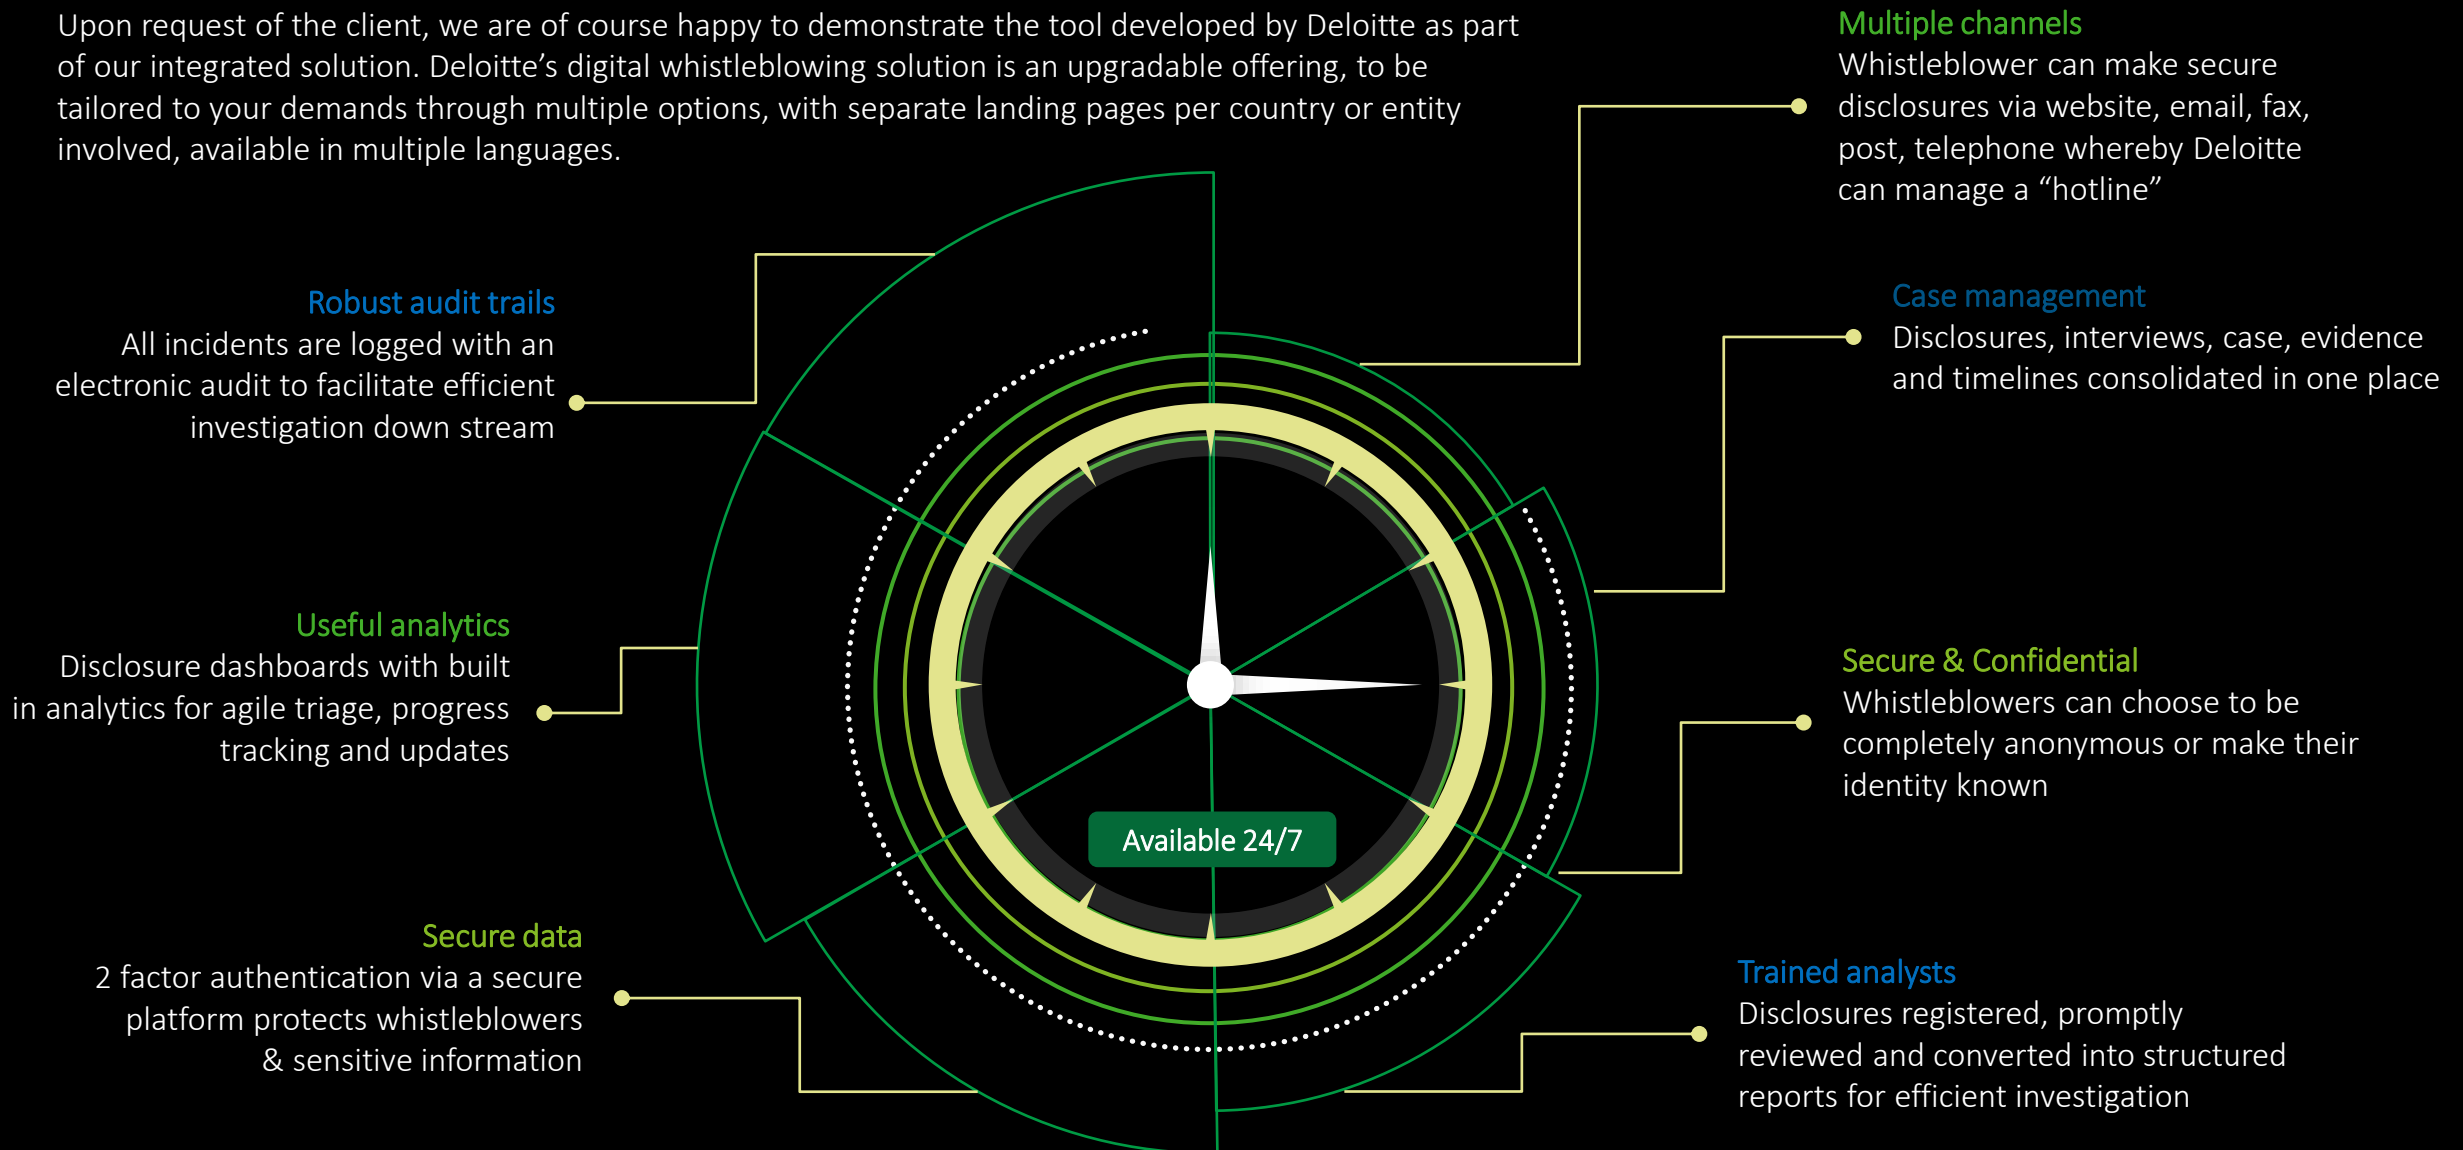 Upon request of the client, we are of course happy to demonstrate the tool developed by Deloitte as part
of our integrated solution. Deloitte’s digital whistleblowing solution is an upgradable offering, to be
tailored to your demands through multiple options, with separate landing pages per country or entity
involved, available in multiple languages.
Multiple channels
Whistleblower can make secure
disclosures via website, email, fax,
post, telephone whereby Deloitte
can manage a “hotline”
Robust audit trails
All incidents are logged with an
electronic audit to facilitate efficient
investigation down stream
Case management
Disclosures, interviews, case, evidence
and timelines consolidated in one place
Useful analytics
Disclosure dashboards with built
in analytics for agile triage, progress
tracking and updates
Secure & Confidential
Whistleblowers can choose to be
completely anonymous or make their
identity known
Available 24/7
Secure data
2 factor authentication via a secure
platform protects whistleblowers
& sensitive information
Trained analysts
Disclosures registered, promptly
reviewed and converted into structured
reports for efficient investigation